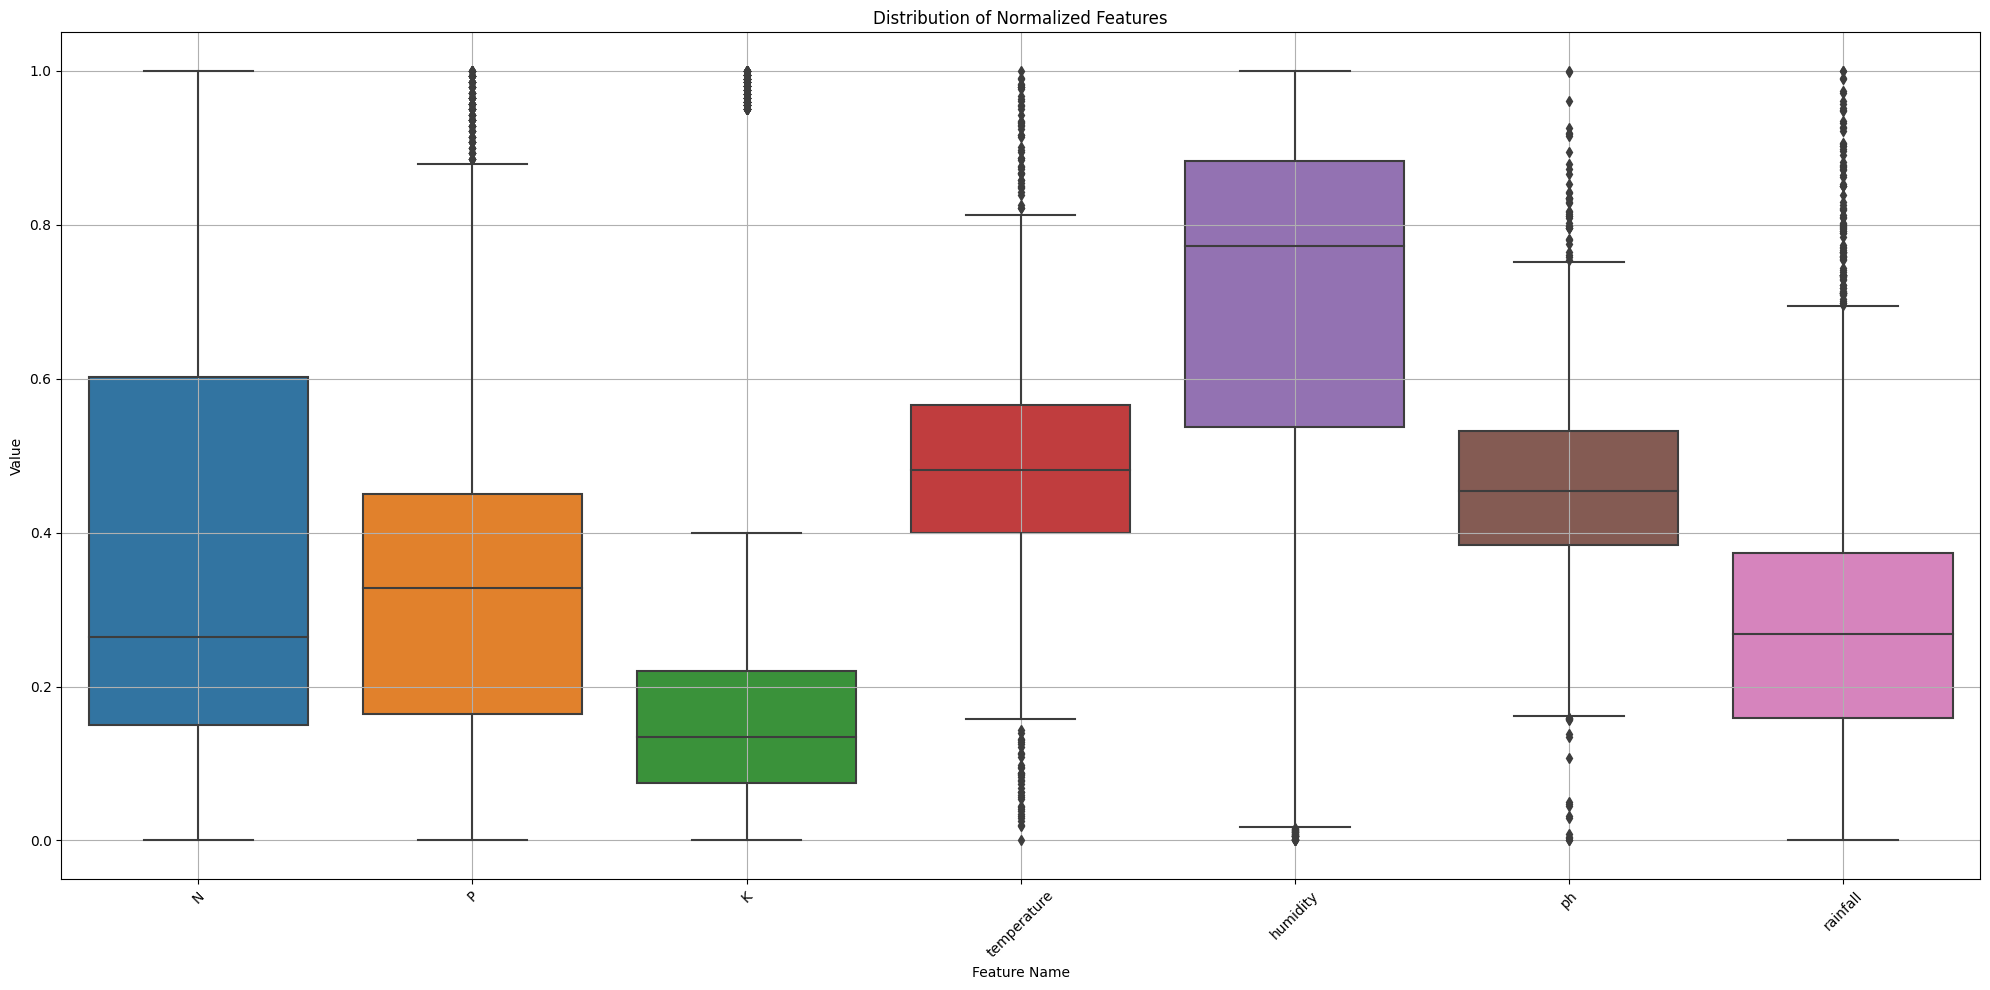 Distribution of Normalized Features
Value
1.0
0.8
0.6
0.4
0.2
0.0
N
P
K
temperature
humidity
ph
rainfall
Feature Name